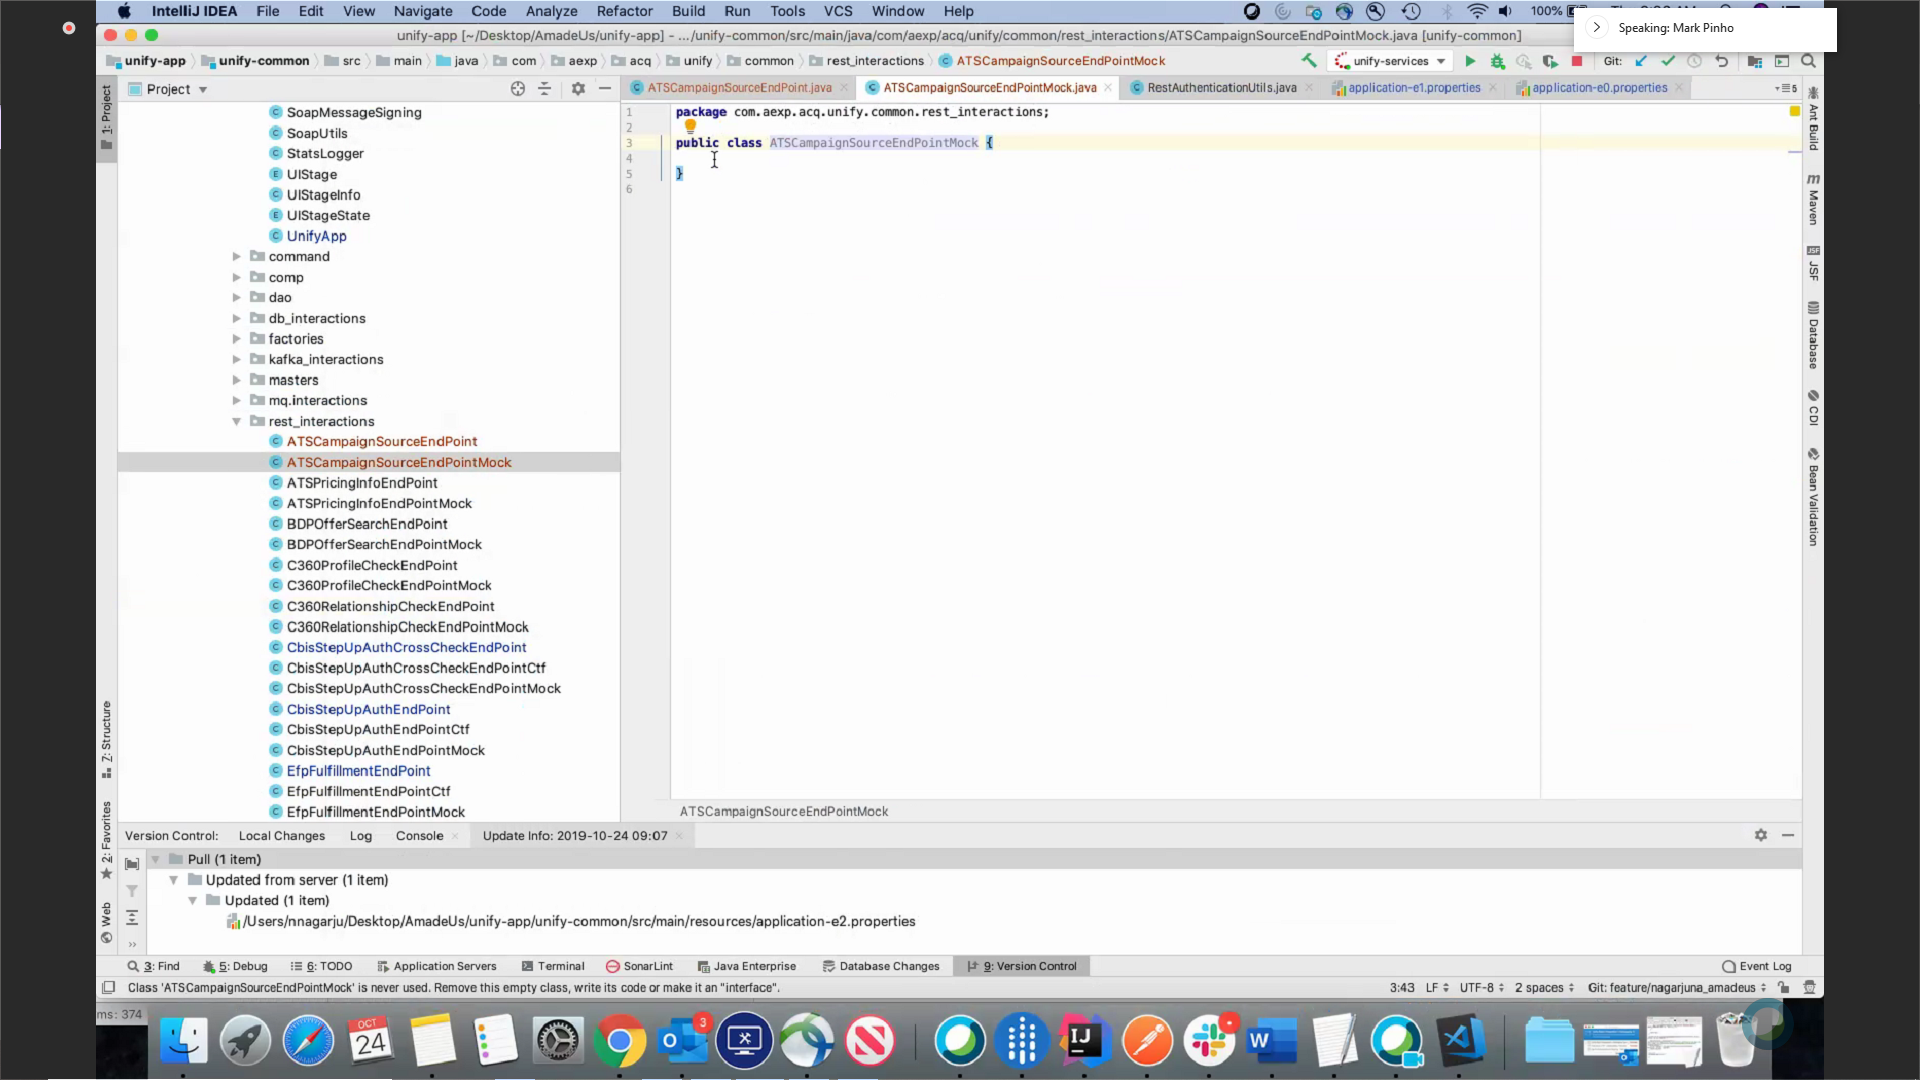 IntelliJ IDEA File Edit View Navigate Code Analyze Refactor Build Run Tools VCS Window Help 100%
Speaking: Mark Pinho
unify-app [~/Desktop/AmadeUs/unify-app] - .../unify-common/src/main/java/com/aexp/acq/unify/common/rest_interactions/ATSCampaignSourceEndPointMock.java [unify-common]
unify-app unify-common src main java com aexp acq unify common rest_interactions ATSCampaignSourceEndPointMock unify-services Git:
Project
ATSCampaignSourceEndPoint.java ATSCampaignSourceEndPointMock.java RestAuthenticationUtils.java application-e1.properties application-e0.properties 5
1: Project
SoapMessageSigning
SoapUtils
StatsLogger
UIStage
UIStageInfo
UIStageState
UnifyApp
command
comp
dao
db_interactions
factories
kafka_interactions
masters
mq.interactions
rest_interactions
ATSCampaignSourceEndPoint
ATSCampaignSourceEndPointMock
ATSPricingInfoEndPoint
ATSPricingInfoEndPointMock
BDPOfferSearchEndPoint
BDPOfferSearchEndPointMock
C360ProfileCheckEndPoint
C360ProfileCheckEndPointMock
C360RelationshipCheckEndPoint
C360RelationshipCheckEndPointMock
CbisStepUpAuthCrossCheckEndPoint
CbisStepUpAuthCrossCheckEndPointCtf
CbisStepUpAuthCrossCheckEndPointMock
CbisStepUpAuthEndPoint
CbisStepUpAuthEndPointCtf
CbisStepUpAuthEndPointMock
EfpFulfillmentEndPoint
EfpFulfillmentEndPointCtf
EfpFulfillmentEndPointMock
1 package com.aexp.acq.unify.common.rest_interactions;
2
3 public class ATSCampaignSourceEndPointMock {
4
5 }
6
ATSCampaignSourceEndPointMock
Ant Build
Maven
JSF
Database
CDI
Bean Validation
Z: Structure
2: Favorites
Web
Version Control: Local Changes Log Console Update Info: 2019-10-24 09:07
Pull (1 item)
Updated from server (1 item)
Updated (1 item)
/Users/nnagarju/Desktop/AmadeUs/unify-app/unify-common/src/main/resources/application-e2.properties
3: Find 5: Debug 6: TODO Application Servers Terminal SonarLint Java Enterprise Database Changes 9: Version Control Event Log
Class 'ATSCampaignSourceEndPointMock' is never used. Remove this empty class, write its code or make it an "interface". 3:43 LF UTF-8 2 spaces Git: feature/nagarjuna_amadeus
ms: 374
OCT
24
3